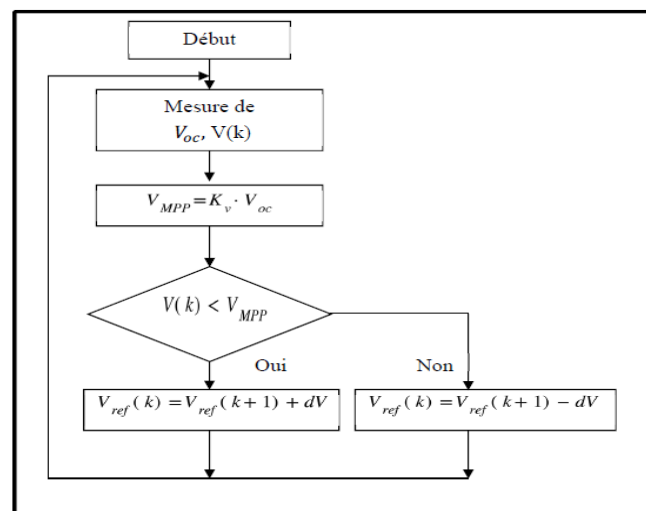 Début
Mesure de
V_oc, V(k)
V_MPP = K_v · V_oc
V(k) < V_MPP
Oui
Non
V_ref(k) = V_ref(k+1) + dV
V_ref(k) = V_ref(k+1) − dV